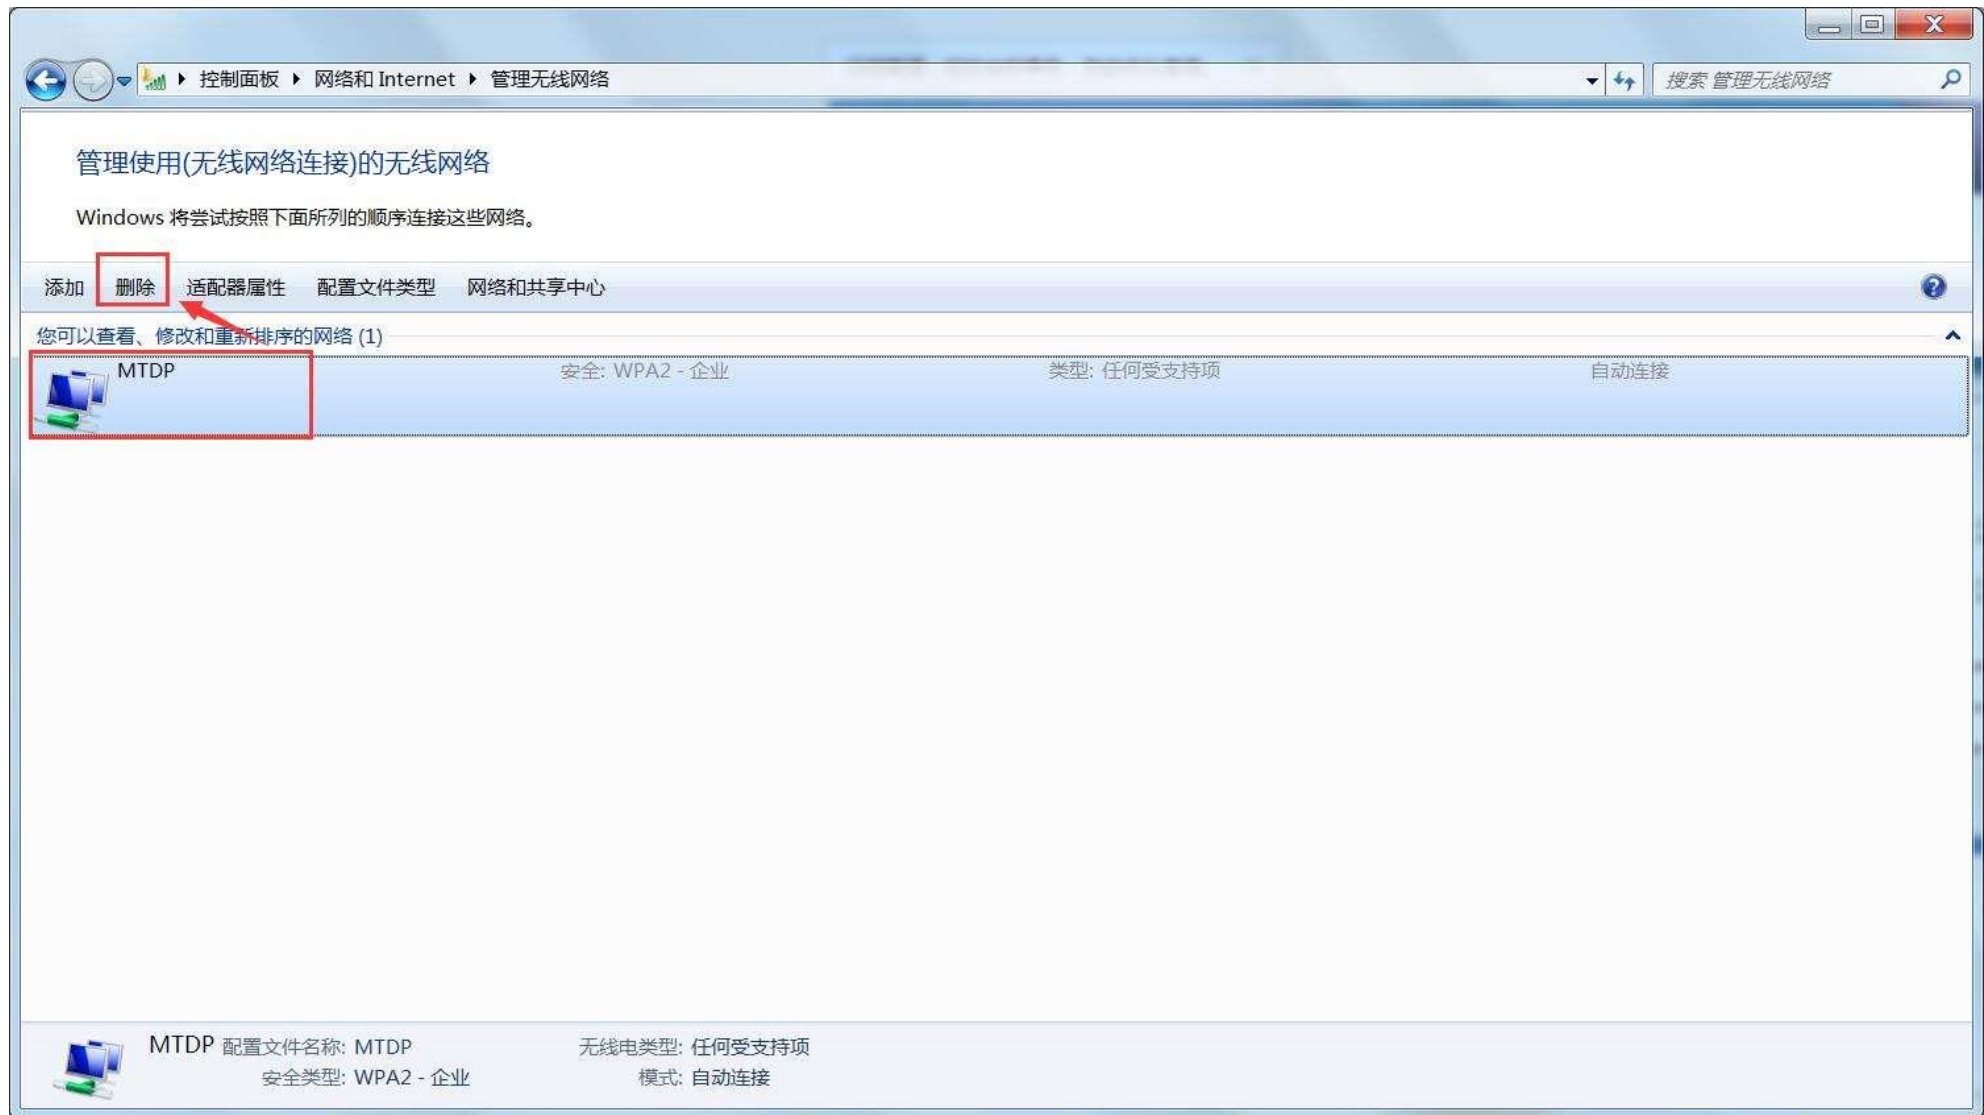 控制面板 网络和 Internet 管理无线网络 搜索 管理无线网络
管理使用(无线网络连接)的无线网络
Windows 将尝试按照下面所列的顺序连接这些网络。
添加 删除 适配器属性 配置文件类型 网络和共享中心
您可以查看、修改和重新排序的网络 (1)
MTDP 安全: WPA2 - 企业 类型: 任何受支持项 自动连接
MTDP 配置文件名称: MTDP 无线电类型: 任何受支持项
安全类型: WPA2 - 企业 模式: 自动连接